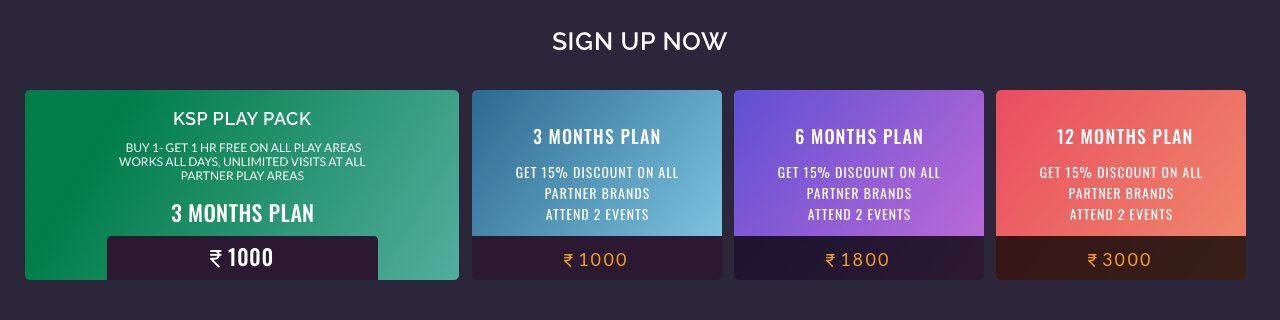 SIGN UP NOW
KSP PLAY PACK
BUY 1- GET 1 HR FREE ON ALL PLAY AREAS
WORKS ALL DAYS, UNLIMITED VISITS AT ALL
PARTNER PLAY AREAS
3 MONTHS PLAN
₹ 1000
3 MONTHS PLAN
GET 15% DISCOUNT ON ALL
PARTNER BRANDS
ATTEND 2 EVENTS
₹ 1000
6 MONTHS PLAN
GET 15% DISCOUNT ON ALL
PARTNER BRANDS
ATTEND 2 EVENTS
₹ 1800
12 MONTHS PLAN
GET 15% DISCOUNT ON ALL
PARTNER BRANDS
ATTEND 2 EVENTS
₹ 3000